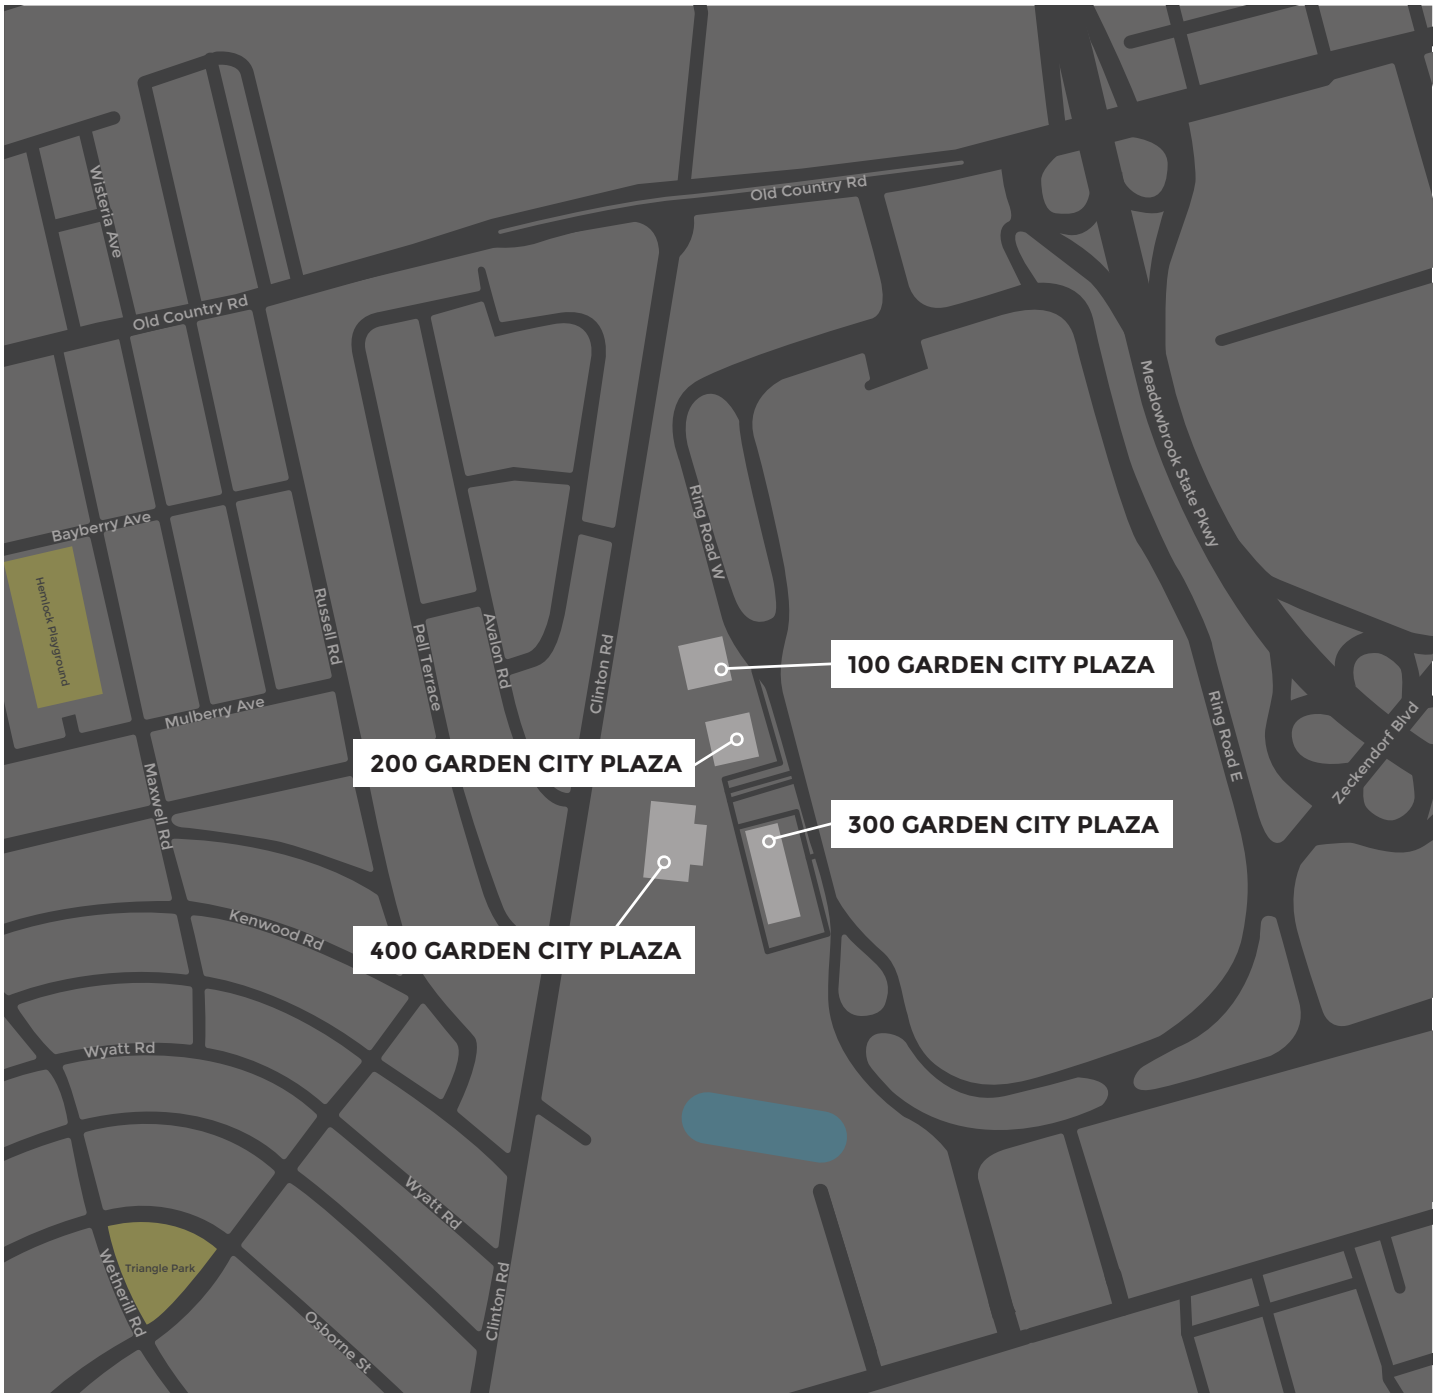 Wisteria Ave
Old Country Rd
Old Country Rd
Meadowbrook State Pkwy
Bayberry Ave
Ring Road W
Hemlock Playground
Russell Rd
Pell Terrace
Avalon Rd
Clinton Rd
100 GARDEN CITY PLAZA
Mulberry Ave
Ring Road E
Zeckendorf Blvd
200 GARDEN CITY PLAZA
Maxwell Rd
300 GARDEN CITY PLAZA
Kenwood Rd
400 GARDEN CITY PLAZA
Wyatt Rd
Wyatt Rd
Triangle Park
Wetherill Rd
Clinton Rd
Osborne St